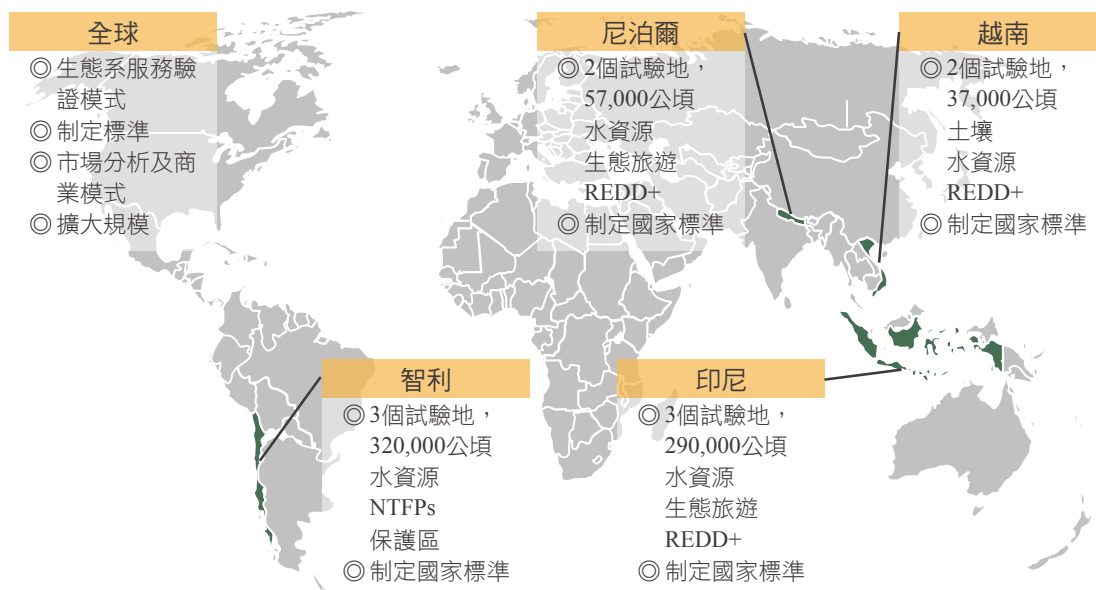 全球
◎生態系服務驗
證模式
◎制定標準
◎市場分析及商
業模式
◎擴大規模
尼泊爾
◎2個試驗地，
57,000公頃
水資源
生態旅遊
REDD+
◎制定國家標準
越南
◎2個試驗地，
37,000公頃
土壤
水資源
REDD+
◎制定國家標準
智利
◎3個試驗地，
320,000公頃
水資源
NTFPs
保護區
◎制定國家標準
印尼
◎3個試驗地，
290,000公頃
水資源
生態旅遊
REDD+
◎制定國家標準